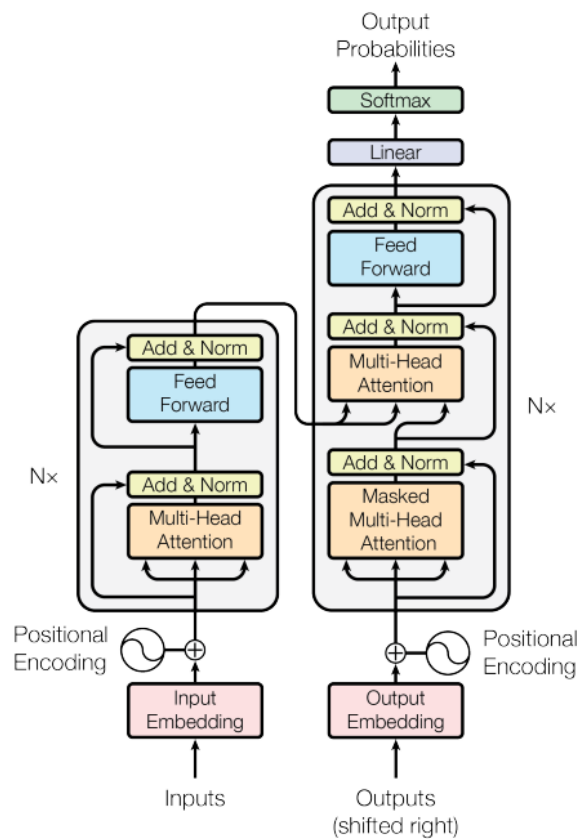 Output
Probabilities
Softmax
Linear
Add & Norm
Feed
Forward
Add & Norm
Multi-Head
Attention
Add & Norm
Masked
Multi-Head
Attention
N×
Add & Norm
Feed
Forward
Add & Norm
Multi-Head
Attention
N×
Positional
Encoding
Positional
Encoding
Input
Embedding
Output
Embedding
Inputs
Outputs
(shifted right)